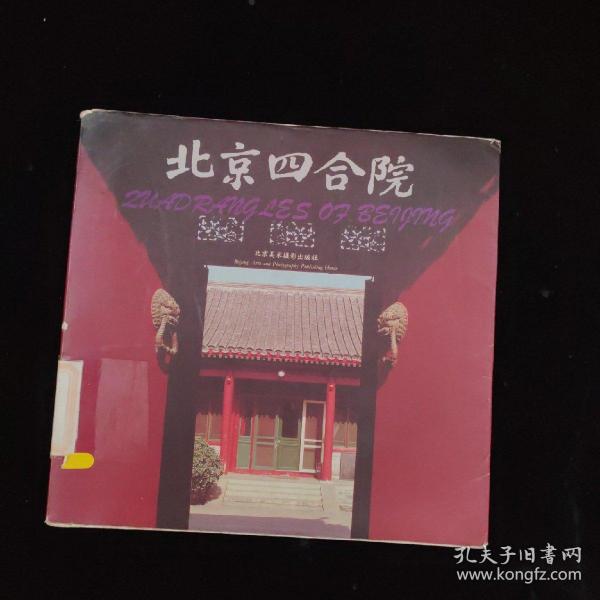 北京四合院
QUADRANGLES OF BEIJING
北京美术摄影出版社
Beijing Arts and Photography Publishing House
孔夫子旧書网
www.kongfz.com